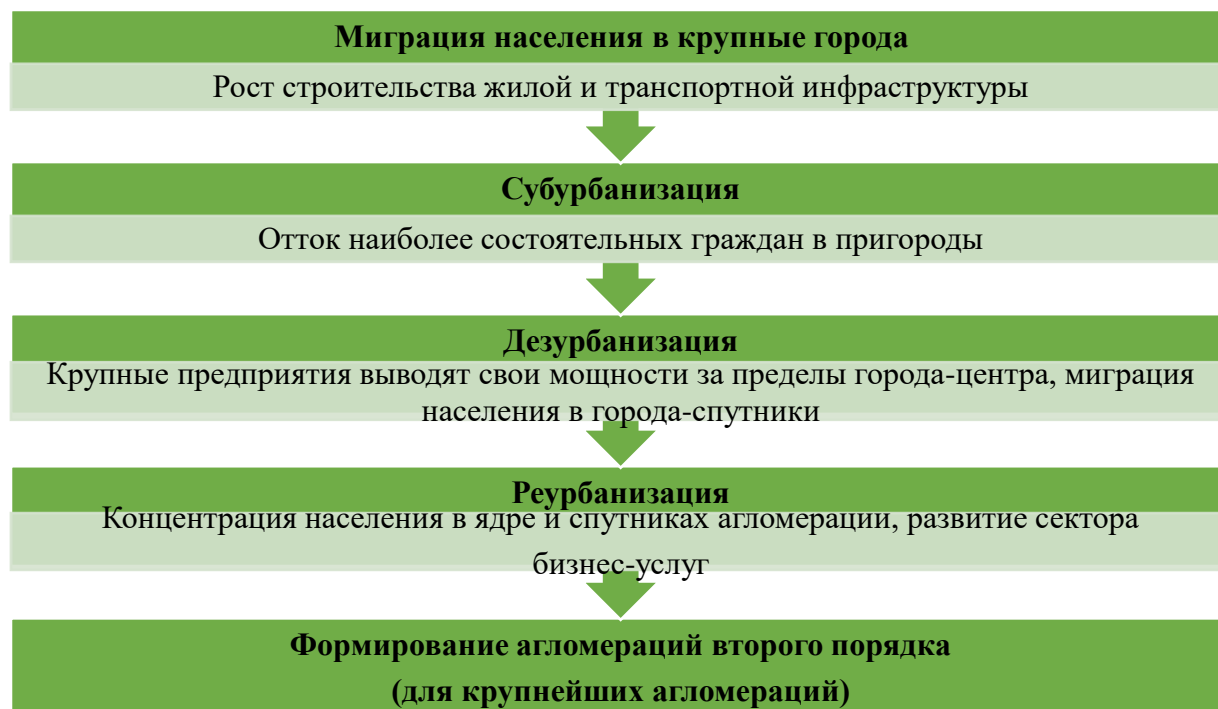 Миграция населения в крупные города
Рост строительства жилой и транспортной инфраструктуры
Субурбанизация
Отток наиболее состоятельных граждан в пригороды
Дезурбанизация
Крупные предприятия выводят свои мощности за пределы города-центра, миграция
населения в города-спутники
Реурбанизация
Концентрация населения в ядре и спутниках агломерации, развитие сектора
бизнес-услуг
Формирование агломераций второго порядка
(для крупнейших агломераций)